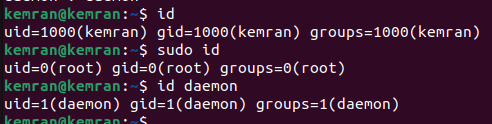 kemran@kemran:~$ id
uid=1000(kemran) gid=1000(kemran) groups=1000(kemran)
kemran@kemran:~$ sudo id
uid=0(root) gid=0(root) groups=0(root)
kemran@kemran:~$ id daemon
uid=1(daemon) gid=1(daemon) groups=1(daemon)
kemran@kemran:~$